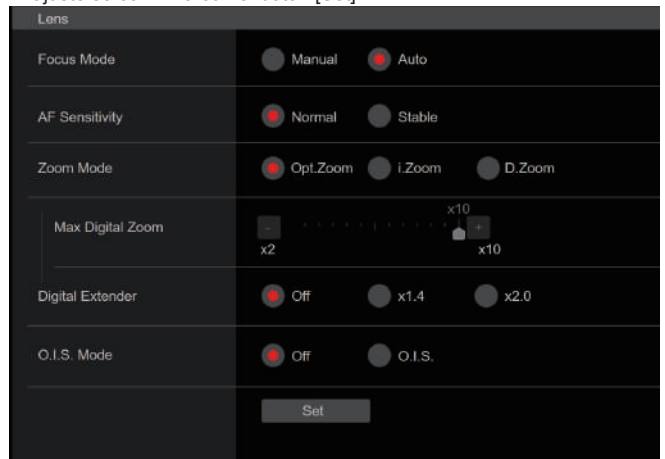 Lens
Focus Mode Manual Auto
AF Sensitivity Normal Stable
Zoom Mode Opt.Zoom i.Zoom D.Zoom
x10
Max Digital Zoom - +
x2 x10
Digital Extender Off x1.4 x2.0
O.I.S. Mode Off O.I.S.
Set